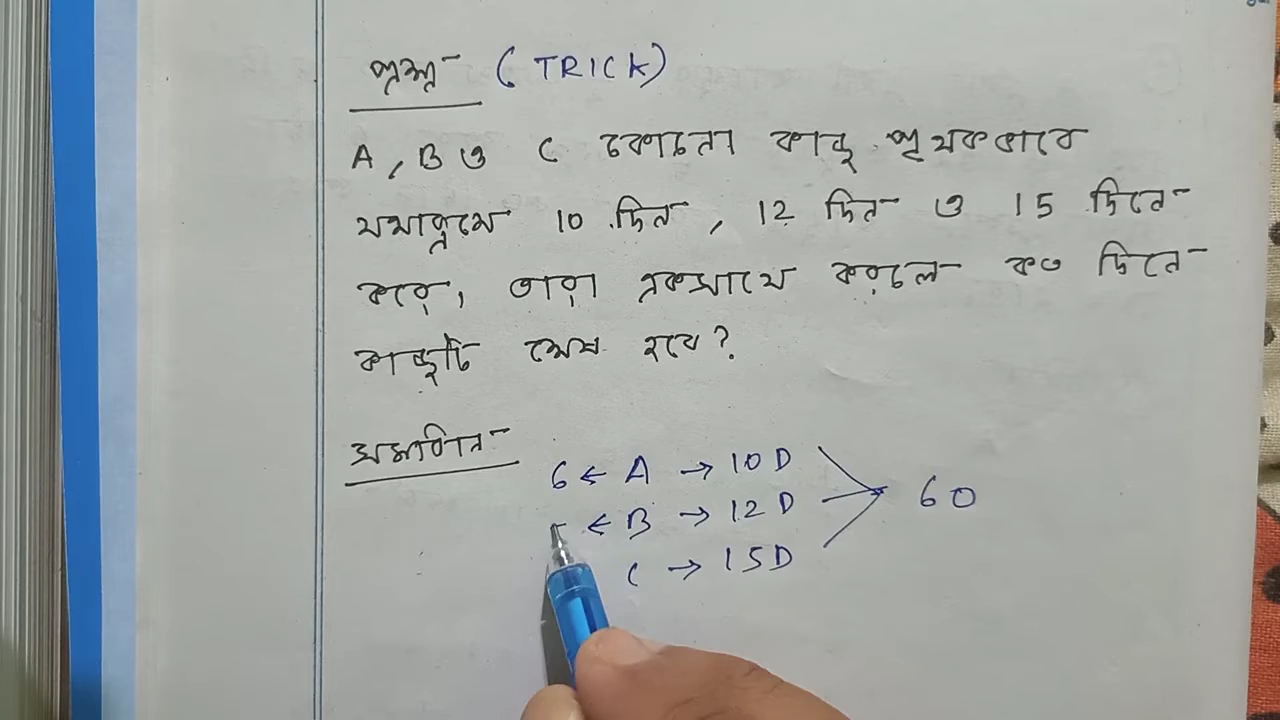 প্রশ্ন- (TRICK)
A, B ও C কোনো কাজ পৃথকভাবে
যথাক্রমে 10 দিন, 12 দিন ও 15 দিনে
করে, তারা একসাথে করলে কত দিনে
কাজটি শেষ হবে?
সমাধান-
6 ← A → 10 D
← B → 12 D
C → 15 D
60